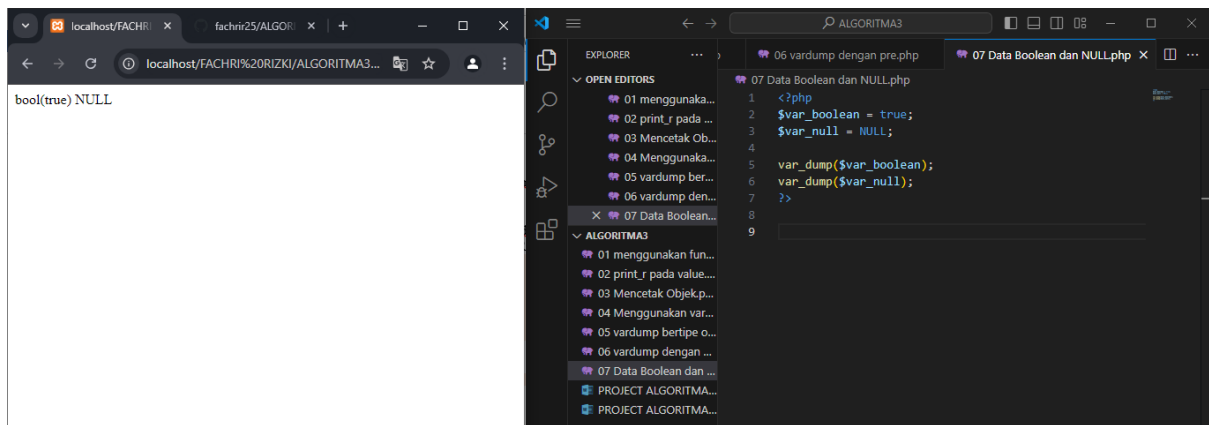 localhost/FACHRI
fachrir25/ALGORI
localhost/FACHRI%20RIZKI/ALGORITMA3...
bool(true) NULL
ALGORITMA3
EXPLORER
06 vardump dengan pre.php
07 Data Boolean dan NULL.php
OPEN EDITORS
01 menggunaka...
02 print_r pada ...
03 Mencetak Ob...
04 Menggunaka...
05 vardump ber...
06 vardump den...
07 Data Boolean...
ALGORITMA3
01 menggunakan fun...
02 print_r pada value....
03 Mencetak Objek.p...
04 Menggunakan var...
05 vardump bertipe o...
06 vardump dengan ...
07 Data Boolean dan ...
PROJECT ALGORITMA...
PROJECT ALGORITMA...
07 Data Boolean dan NULL.php
1 <?php
2 $var_boolean = true;
3 $var_null = NULL;
4
5 var_dump($var_boolean);
6 var_dump($var_null);
7 ?>
8
9